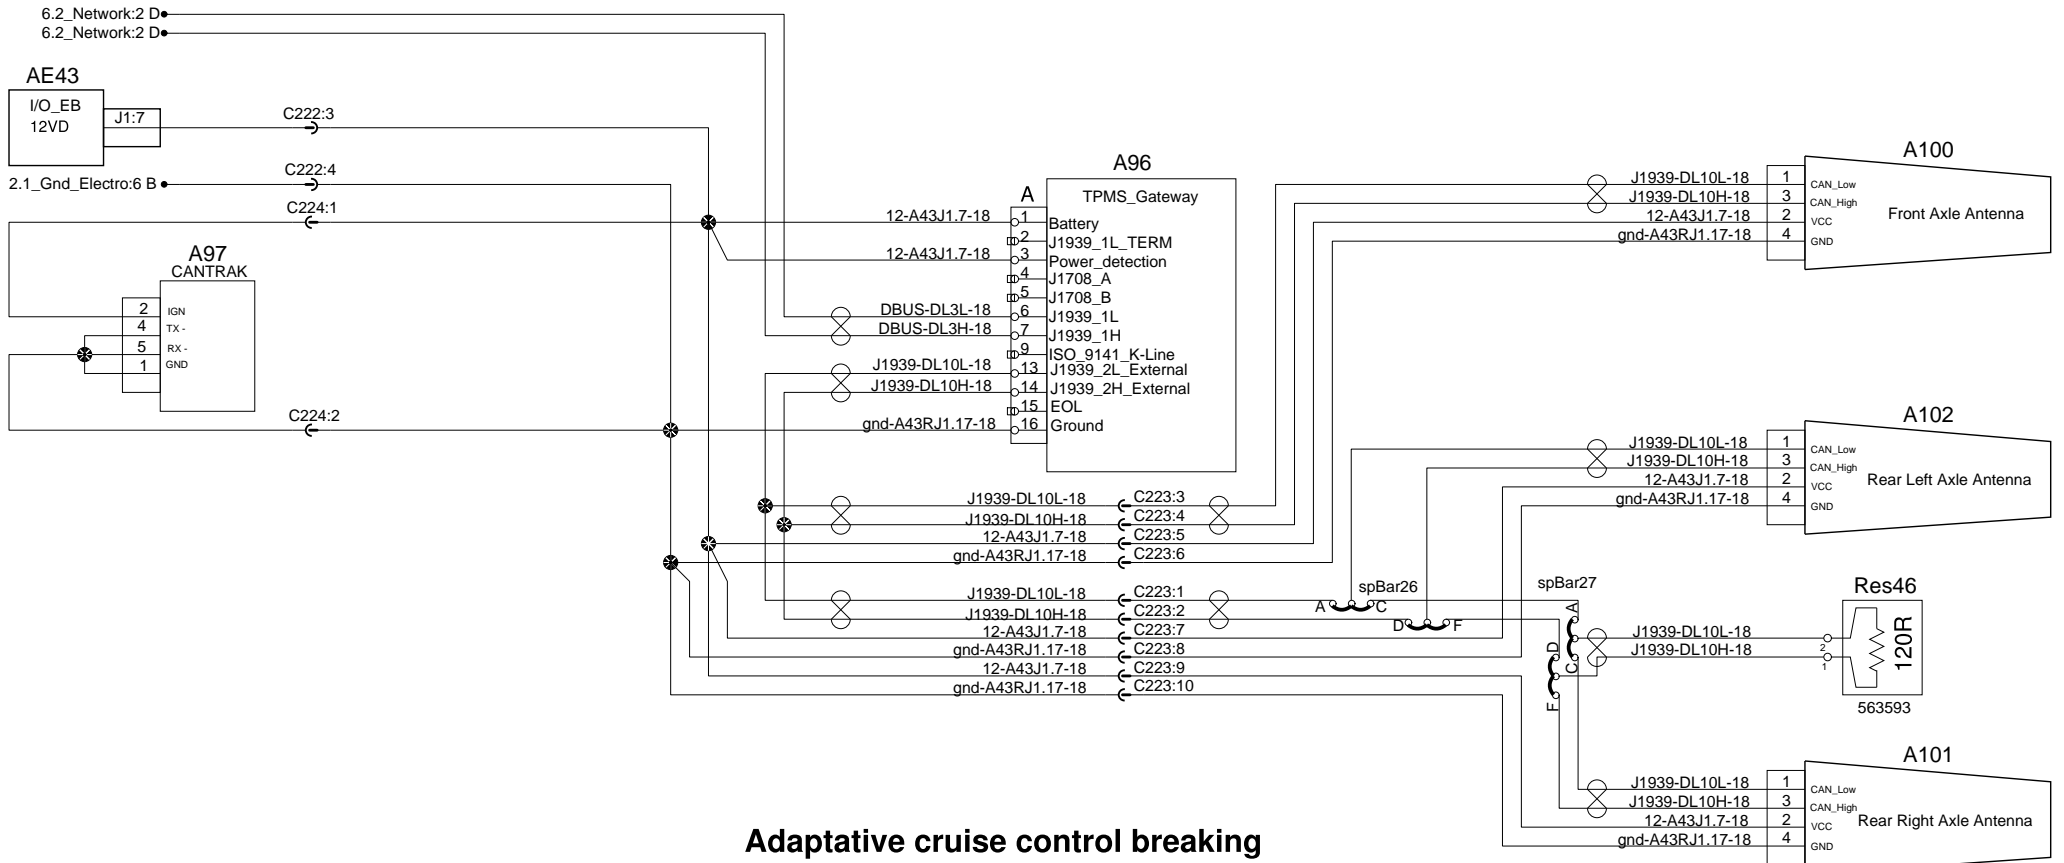 6.2_Network:2 D
6.2_Network:2 D
AE43
I/O_EB
12VD
J1:7
C222:3
C222:4
2.1_Gnd_Electro:6 B
C224:1
A97
CANTRAK
2 IGN
4 TX -
5 RX -
1 GND
C224:2
A96
A
TPMS_Gateway
12-A43J1.7-18 1 Battery
2 J1939_1L_TERM
12-A43J1.7-18 3 Power_detection
4 J1708_A
5 J1708_B
DBUS-DL3L-18 6 J1939_1L
DBUS-DL3H-18 7 J1939_1H
9 ISO_9141_K-Line
J1939-DL10L-18 13 J1939_2L_External
J1939-DL10H-18 14 J1939_2H_External
15 EOL
gnd-A43RJ1.17-18 16 Ground
J1939-DL10L-18 C223:3
J1939-DL10H-18 C223:4
12-A43J1.7-18 C223:5
gnd-A43RJ1.17-18 C223:6
J1939-DL10L-18 C223:1
J1939-DL10H-18 C223:2
12-A43J1.7-18 C223:7
gnd-A43RJ1.17-18 C223:8
12-A43J1.7-18 C223:9
gnd-A43RJ1.17-18 C223:10
spBar26
A C
D F
spBar27
A
C
D
F
A100
J1939-DL10L-18 1 CAN_Low
J1939-DL10H-18 3 CAN_High
12-A43J1.7-18 2 VCC
gnd-A43RJ1.17-18 4 GND
Front Axle Antenna
A102
J1939-DL10L-18 1 CAN_Low
J1939-DL10H-18 3 CAN_High
12-A43J1.7-18 2 VCC
gnd-A43RJ1.17-18 4 GND
Rear Left Axle Antenna
Res46
J1939-DL10L-18 2
J1939-DL10H-18 1
120R
563593
A101
J1939-DL10L-18 1 CAN_Low
J1939-DL10H-18 3 CAN_High
12-A43J1.7-18 2 VCC
gnd-A43RJ1.17-18 4 GND
Rear Right Axle Antenna
Adaptative cruise control breaking